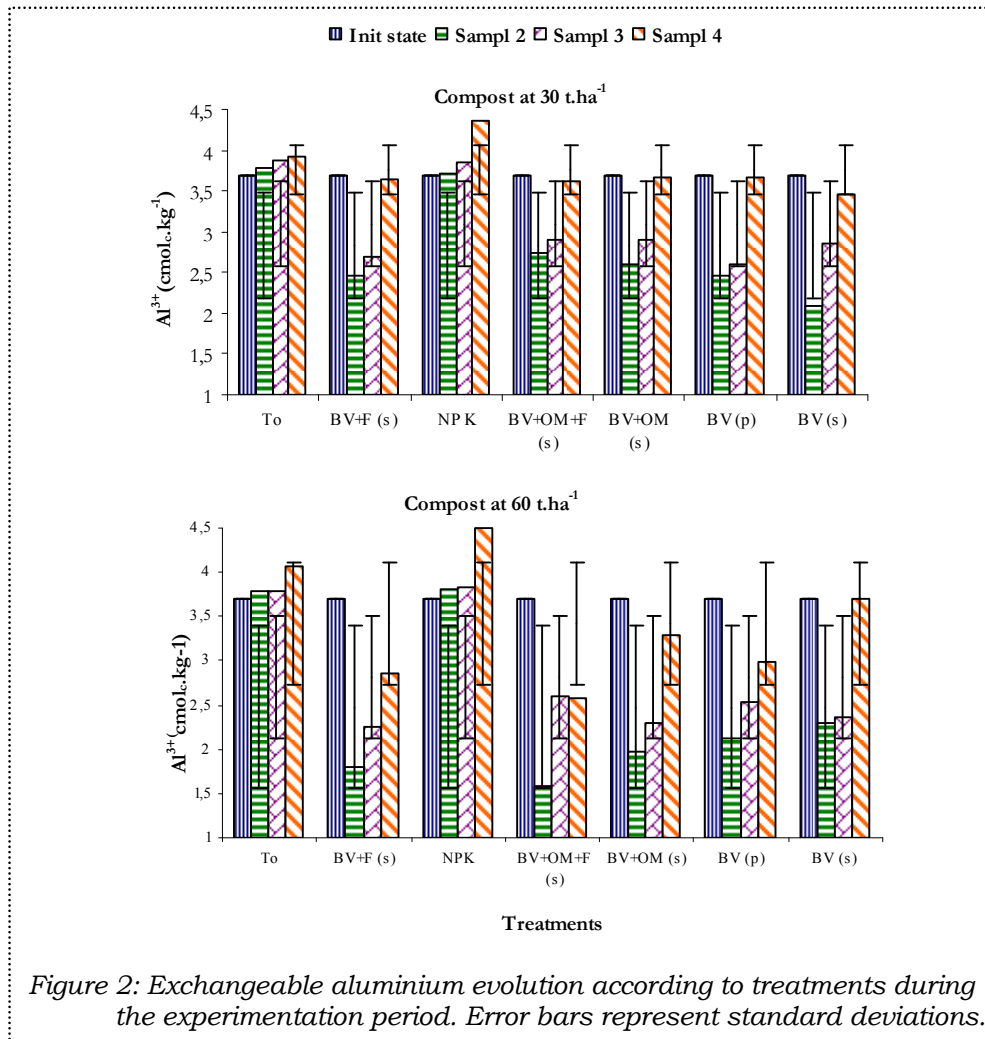 Init state Sampl 2 Sampl 3 Sampl 4
Compost at 30 t.ha⁻¹
Al³⁺(cmolc.kg⁻¹)
4,5
4
3,5
3
2,5
2
1,5
1
To BV+F (s) NPK BV+OM+F (s) BV+OM (s) BV (p) BV (s)
Compost at 60 t.ha⁻¹
Al³⁺(cmolc.kg-1)
4,5
4
3,5
3
2,5
2
1,5
1
To BV+F (s) NPK BV+OM+F (s) BV+OM (s) BV (p) BV (s)
Treatments
Figure 2: Exchangeable aluminium evolution according to treatments during
the experimentation period. Error bars represent standard deviations.